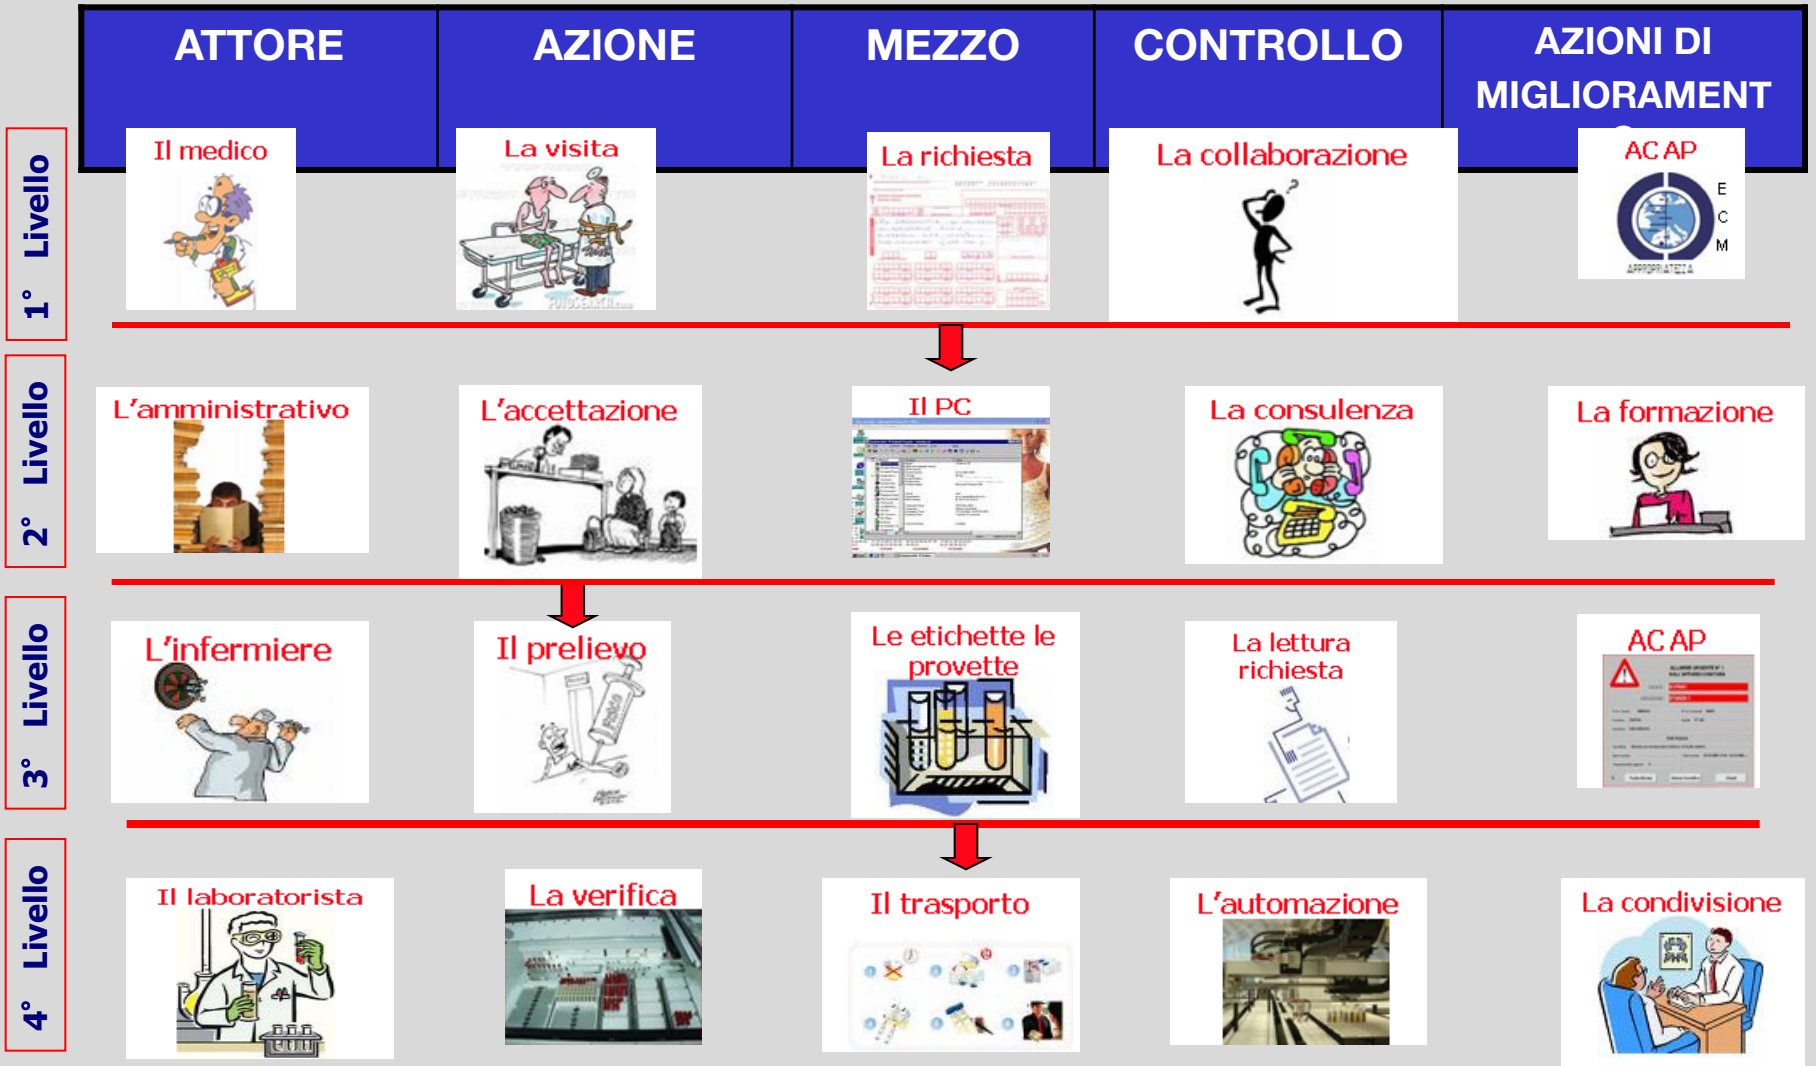 ATTORE
AZIONE
MEZZO
CONTROLLO
AZIONI DI
MIGLIORAMENT
1° Livello
Il medico
La visita
La richiesta
La collaborazione
AC AP
E
C
M
APPROPRIATEZZA
2° Livello
L'amministrativo
L'accettazione
Il PC
La consulenza
La formazione
3° Livello
L'infermiere
Il prelievo
Le etichette le
provette
La lettura
richiesta
AC AP
4° Livello
Il laboratorista
La verifica
Il trasporto
L'automazione
La condivisione